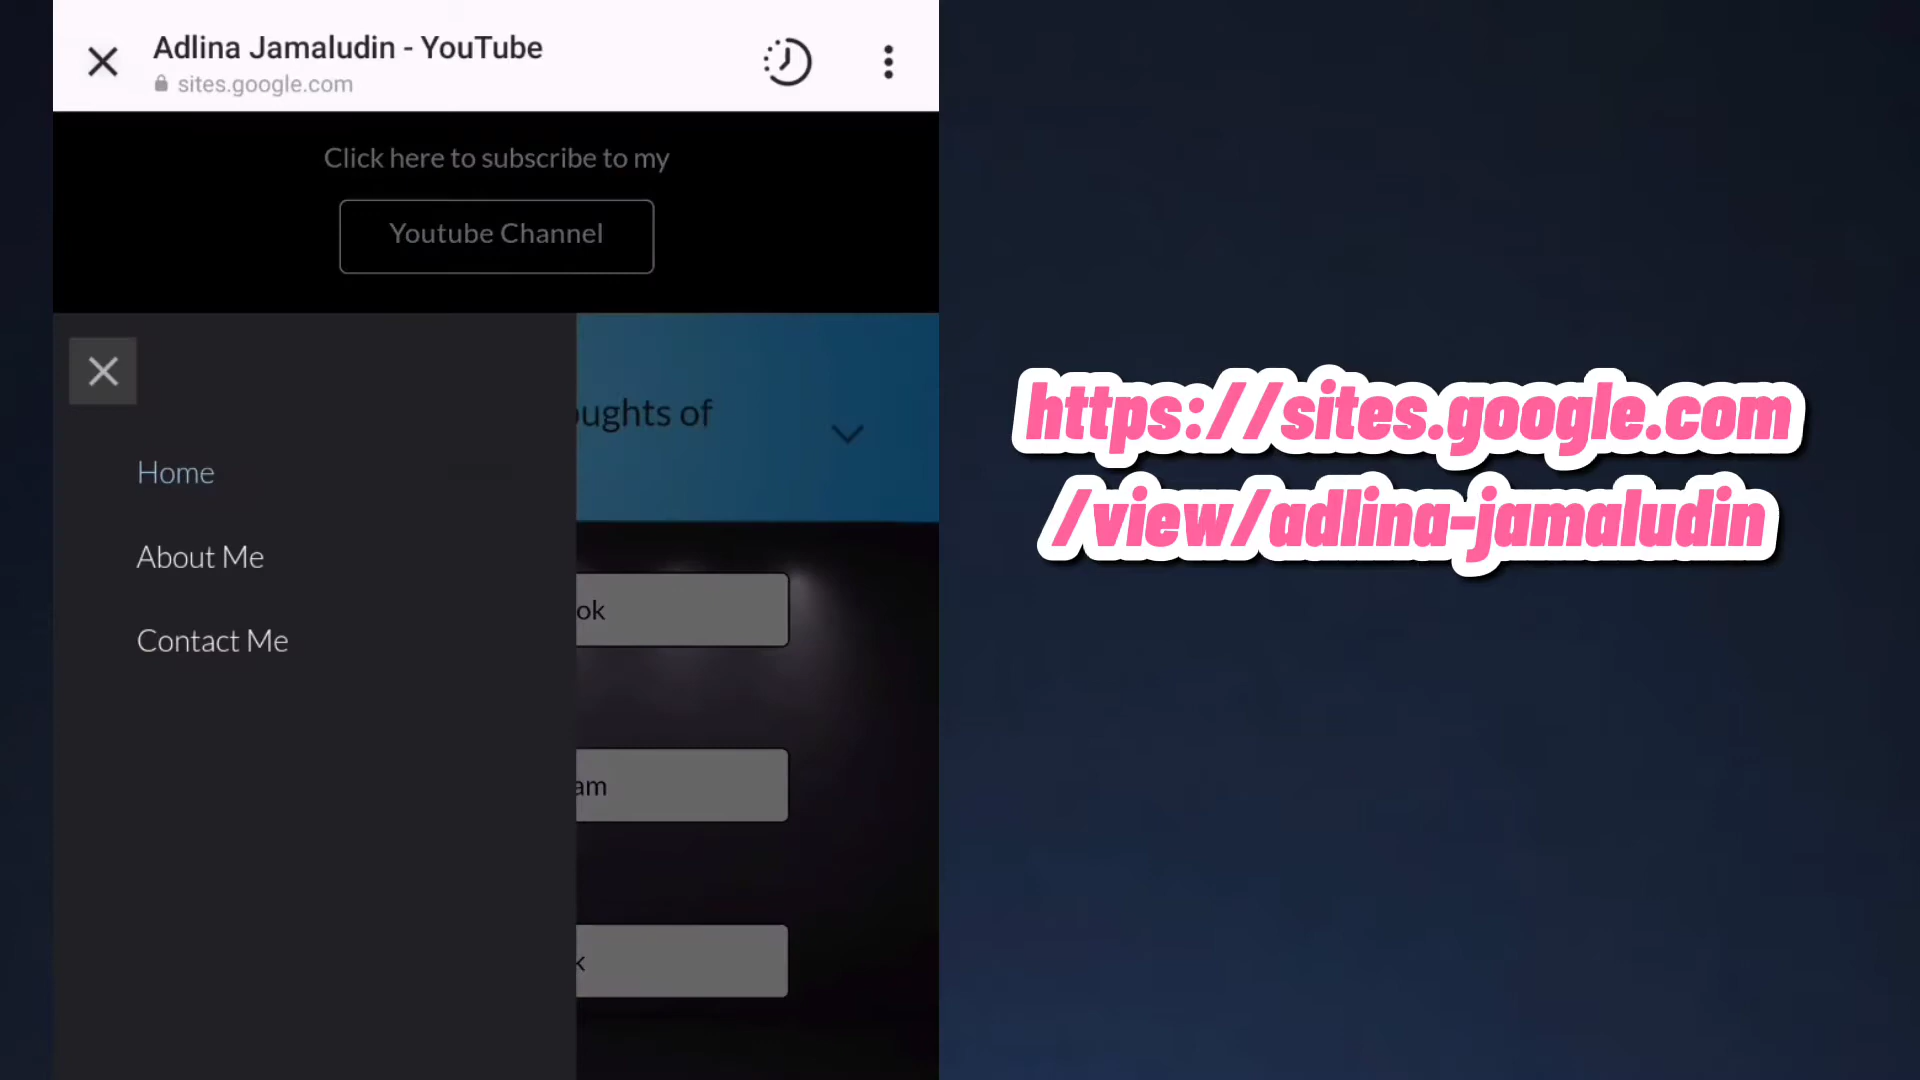 Adlina Jamaludin - YouTube
sites.google.com
Click here to subscribe to my
Youtube Channel
oughts of
Home
About Me
Contact Me
ok
am
k
https://sites.google.com
/view/adlina-jamaludin